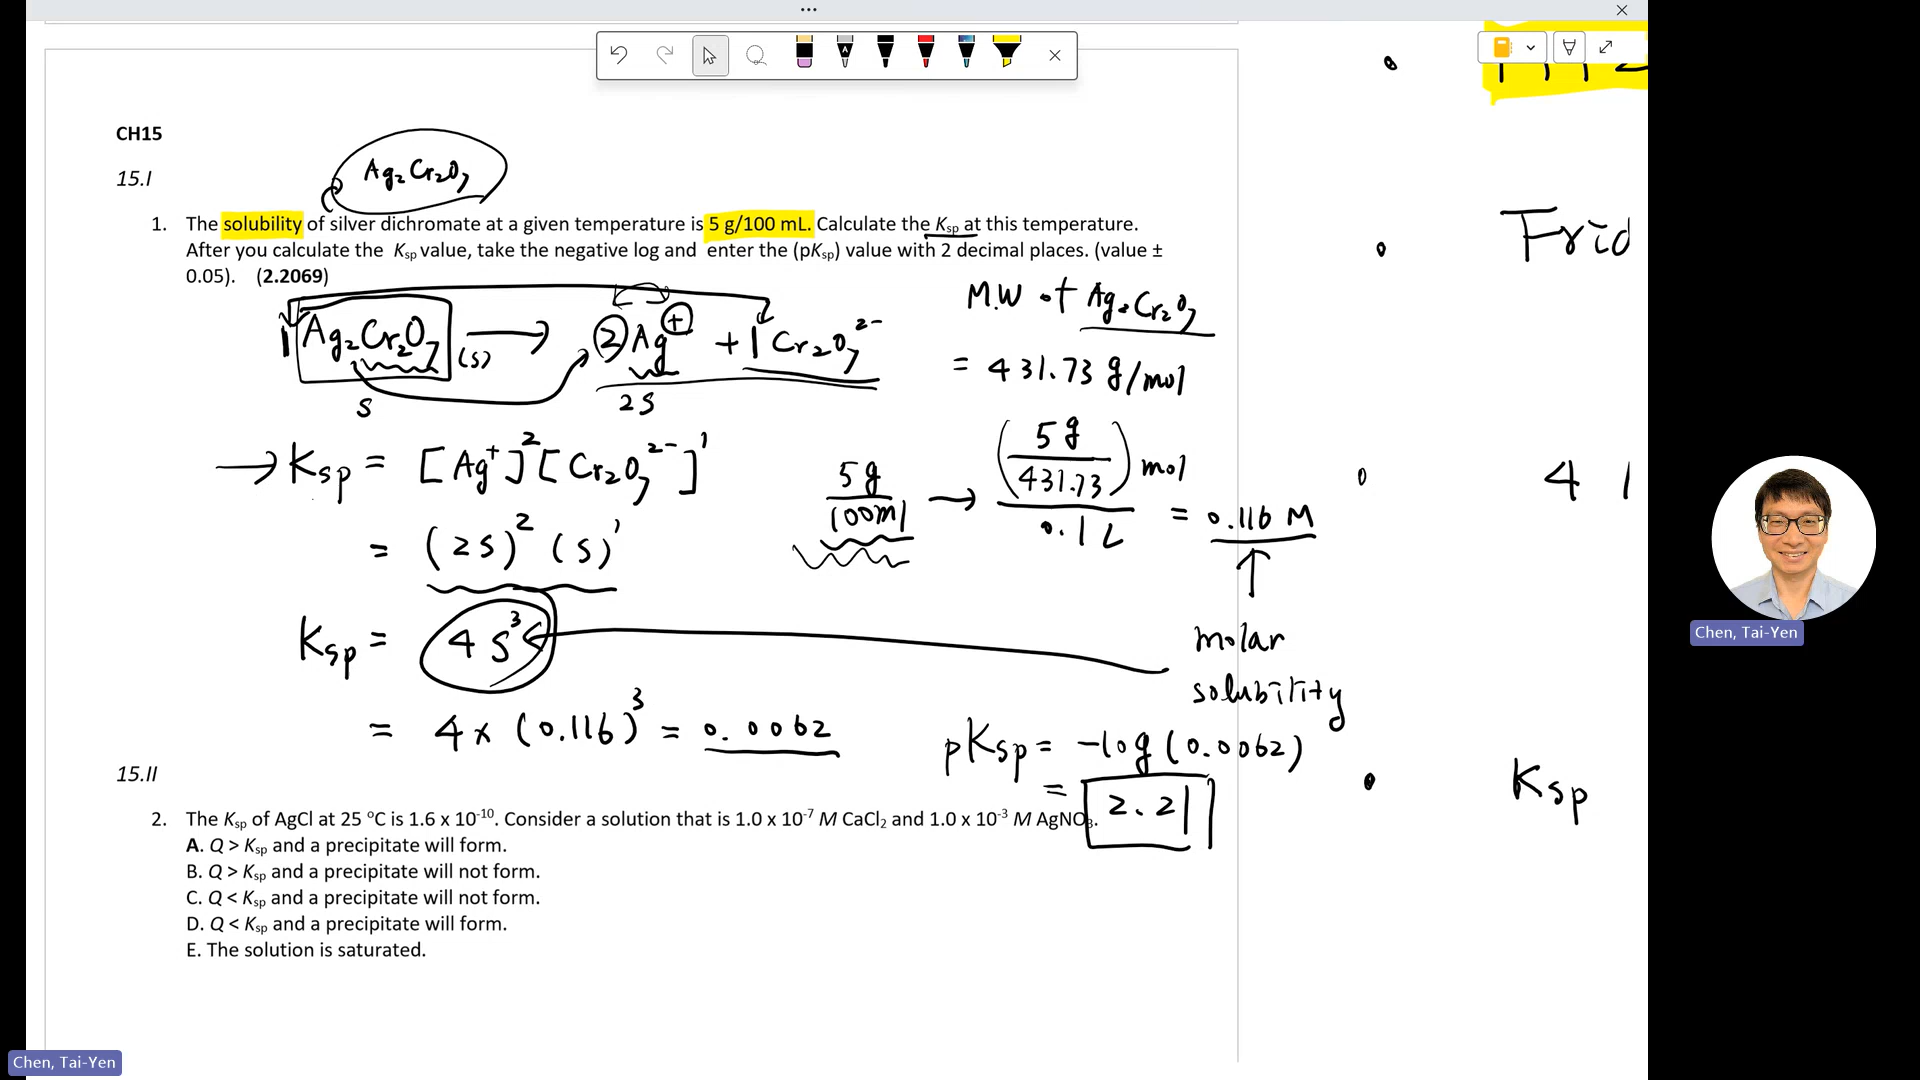 CH15
Ag₂Cr₂O₇
15.I
1. The solubility of silver dichromate at a given temperature is 5 g/100 mL. Calculate the Ksp at this temperature.
After you calculate the Ksp value, take the negative log and enter the (pKsp) value with 2 decimal places. (value ±
0.05). (2.2069)
1 Ag₂Cr₂O₇ (s) → 2 Ag⁺ + 1 Cr₂O₇²⁻
s 2s
M.W of Ag₂Cr₂O₇
= 431.73 g/mol
→ Ksp = [Ag⁺]² [Cr₂O₇²⁻]¹
= (2s)² (s)¹
5g / 100ml → (5g / 431.73) mol / 0.1 L = 0.116 M
↑
molar
solubility
Ksp = 4s³
= 4 x (0.116)³ = 0.0062
pKsp = -log(0.0062)
= 2.21
15.II
2. The Ksp of AgCl at 25 °C is 1.6 x 10⁻¹⁰. Consider a solution that is 1.0 x 10⁻⁷ M CaCl₂ and 1.0 x 10⁻³ M AgNO₃.
A. Q > Ksp and a precipitate will form.
B. Q > Ksp and a precipitate will not form.
C. Q < Ksp and a precipitate will not form.
D. Q < Ksp and a precipitate will form.
E. The solution is saturated.
Frid
4
Ksp
Chen, Tai-Yen
Chen, Tai-Yen